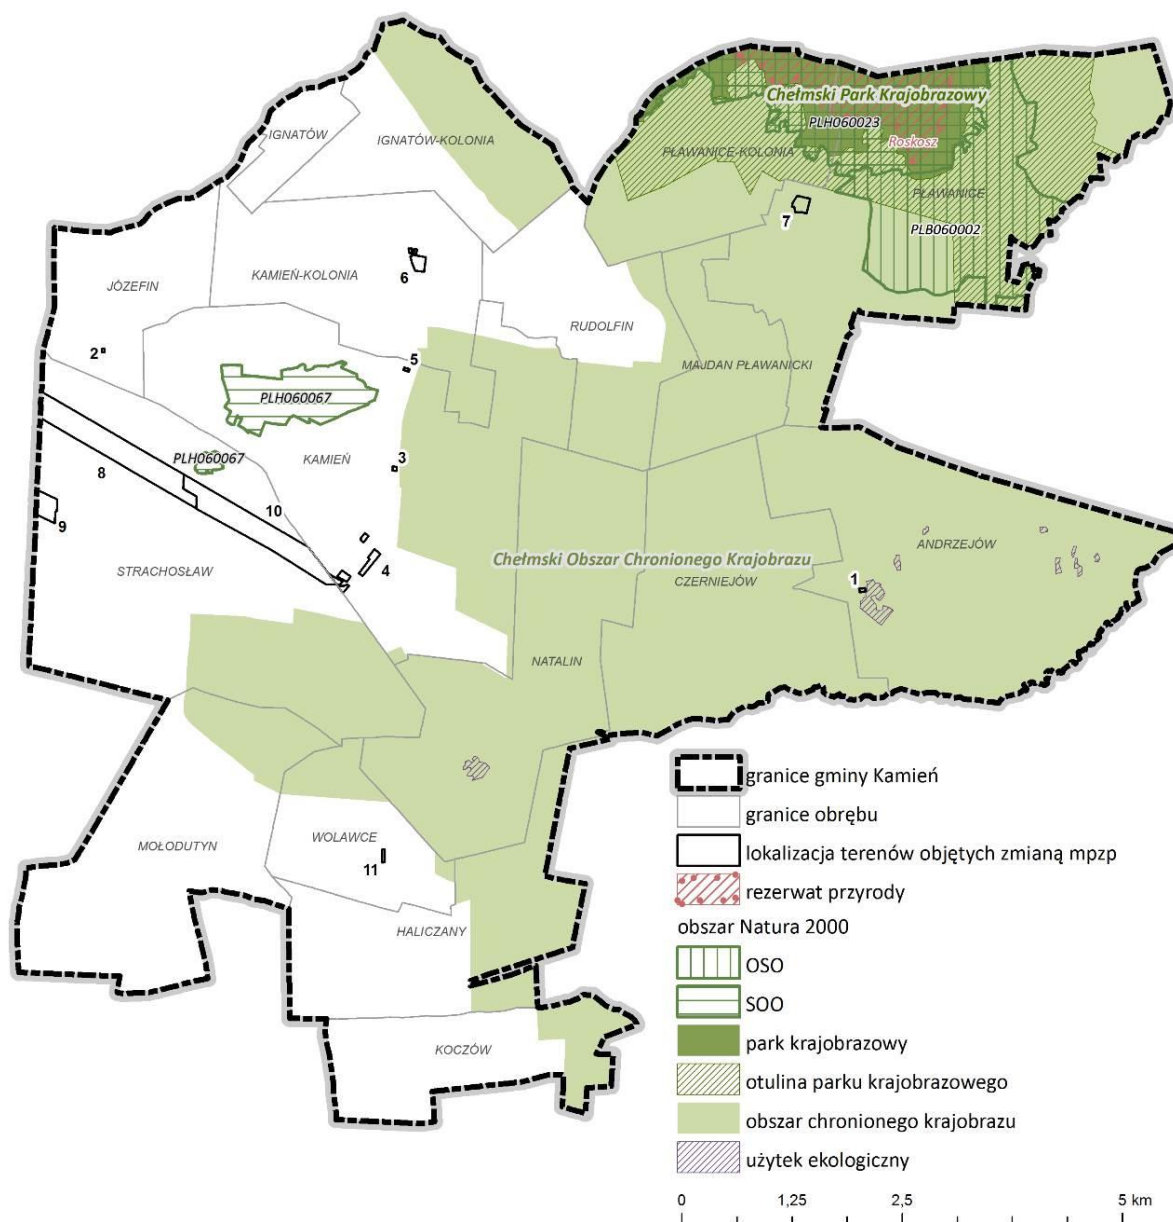 Chełmski Park Krajobrazowy
PLH060023
IGNATÓW
IGNATÓW-KOLONIA
Roskosz
PŁAWANICE-KOLONIA
PŁAWANICE
7
PLB060002
KAMIEŃ-KOLONIA
6
JÓZEFIN
RUDOLFIN
2
5
MAJDAN PŁAWANICKI
PLH060067
PLH060067
KAMIEŃ
3
8
10
9
ANDRZEJÓW
Chełmski Obszar Chronionego Krajobrazu
STRACHOSŁAW
4
CZERNIEJÓW
1
NATALIN
WOLAWCE
MOŁODUTYN
11
HALICZANY
KOCZÓW
granice gminy Kamień
granice obrębu
lokalizacja terenów objętych zmianą mpzp
rezerwat przyrody
obszar Natura 2000
OSO
SOO
park krajobrazowy
otulina parku krajobrazowego
obszar chronionego krajobrazu
użytek ekologiczny
0 1,25 2,5 5 km